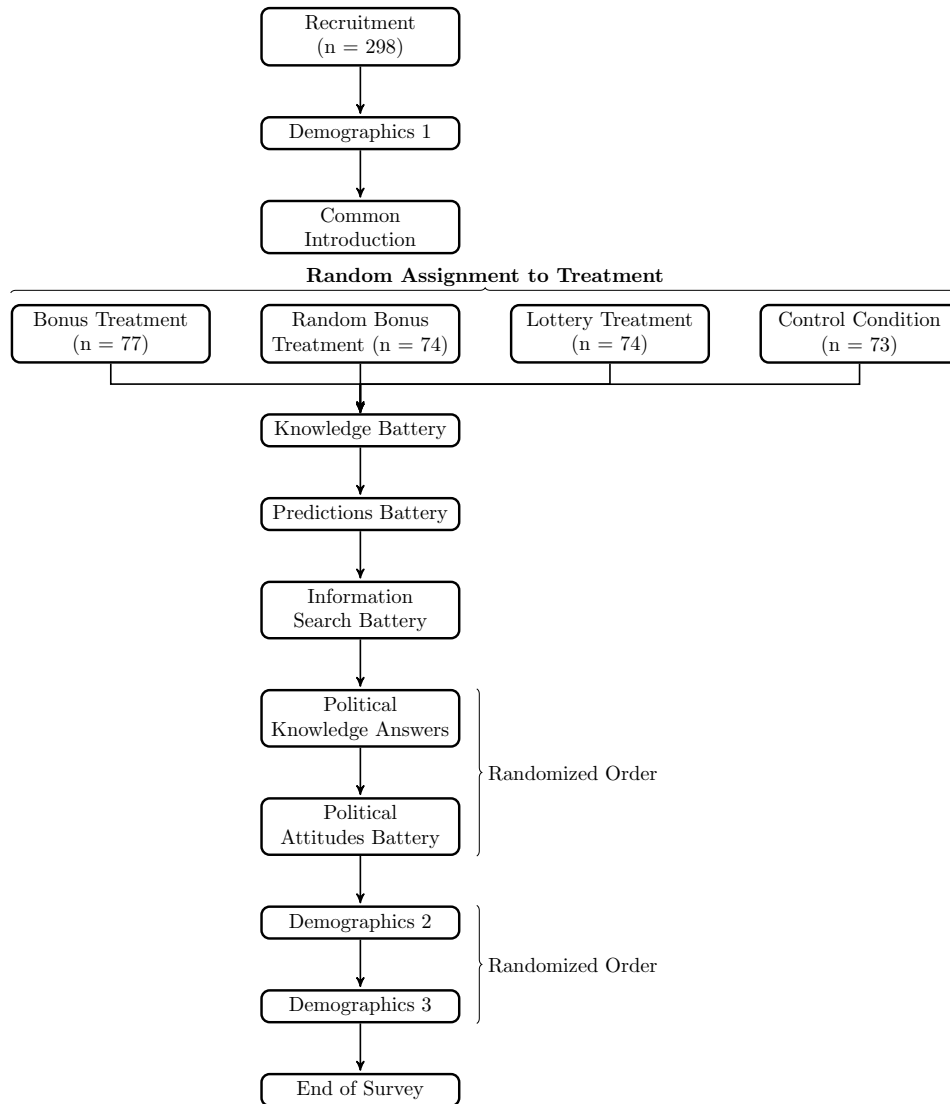 Recruitment
(n = 298)
Demographics 1
Common
Introduction
Random Assignment to Treatment
Bonus Treatment
(n = 77)
Random Bonus
Treatment (n = 74)
Lottery Treatment
(n = 74)
Control Condition
(n = 73)
Knowledge Battery
Predictions Battery
Information
Search Battery
Political
Knowledge Answers
Randomized Order
Political
Attitudes Battery
Demographics 2
Randomized Order
Demographics 3
End of Survey